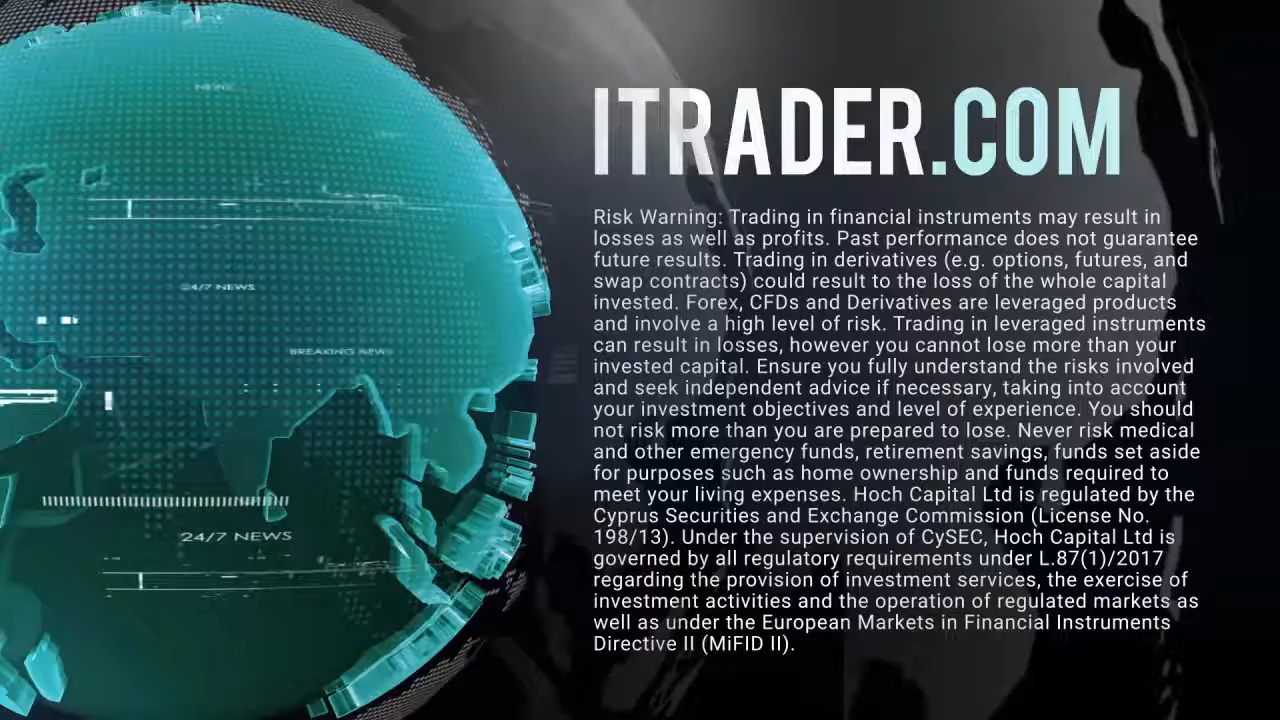 NEWS
24/7 NEWS
BREAKING NEWS
24/7 NEWS
ITRADER.COM
Risk Warning: Trading in financial instruments may result in
losses as well as profits. Past performance does not guarantee
future results. Trading in derivatives (e.g. options, futures, and
swap contracts) could result to the loss of the whole capital
invested. Forex, CFDs and Derivatives are leveraged products
and involve a high level of risk. Trading in leveraged instruments
can result in losses, however you cannot lose more than your
invested capital. Ensure you fully understand the risks involved
and seek independent advice if necessary, taking into account
your investment objectives and level of experience. You should
not risk more than you are prepared to lose. Never risk medical
and other emergency funds, retirement savings, funds set aside
for purposes such as home ownership and funds required to
meet your living expenses. Hoch Capital Ltd is regulated by the
Cyprus Securities and Exchange Commission (License No.
198/13). Under the supervision of CySEC, Hoch Capital Ltd is
governed by all regulatory requirements under L.87(1)/2017
regarding the provision of investment services, the exercise of
investment activities and the operation of regulated markets as
well as under the European Markets in Financial Instruments
Directive II (MiFID II).